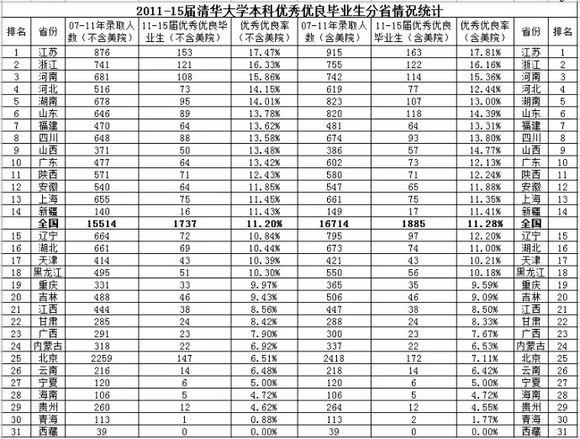 2011-15届清华大学本科优秀优良毕业生分省情况统计
排名 省份 07-11年录取人数（不含美院） 11-15届优秀优良毕业生（不含美院） 优秀优良率（不含美院） 07-11年录取人数（含美院） 11-15届优秀优良毕业生（含美院） 优秀优良率（含美院） 省份 排名
1 江苏 876 153 17.47% 915 163 17.81% 江苏 1
2 浙江 741 121 16.33% 755 122 16.16% 浙江 2
3 河南 681 108 15.86% 742 114 15.36% 河南 3
4 河北 516 73 14.15% 619 77 12.44% 河北 4
5 湖南 678 95 14.01% 823 107 13.00% 湖南 5
6 山东 646 89 13.78% 820 118 14.39% 山东 6
7 福建 470 64 13.62% 481 64 13.31% 福建 7
8 四川 648 88 13.58% 674 93 13.80% 四川 8
9 山西 371 50 13.48% 386 57 14.77% 山西 9
10 广东 477 64 13.42% 602 73 12.13% 广东 10
11 陕西 571 71 12.43% 580 71 12.24% 陕西 11
12 安徽 540 64 11.85% 547 65 11.88% 安徽 12
13 上海 655 75 11.45% 661 75 11.35% 上海 13
14 新疆 140 16 11.43% 149 17 11.41% 新疆 14
全国 15514 1737 11.20% 16714 1885 11.28% 全国
15 辽宁 664 72 10.84% 795 97 12.20% 辽宁 15
16 湖北 661 69 10.44% 673 74 11.00% 湖北 16
17 天津 414 43 10.39% 421 43 10.21% 天津 17
18 黑龙江 495 51 10.30% 550 56 10.18% 黑龙江 18
19 重庆 331 33 9.97% 365 35 9.59% 重庆 19
20 吉林 488 46 9.43% 506 46 9.09% 吉林 20
21 江西 444 38 8.56% 447 38 8.50% 江西 21
22 甘肃 285 24 8.42% 288 24 8.33% 甘肃 22
23 广西 291 23 7.90% 300 23 7.67% 广西 23
24 内蒙古 318 22 6.92% 337 22 6.53% 内蒙古 24
25 北京 2259 147 6.51% 2418 172 7.11% 北京 25
26 云南 216 14 6.48% 218 14 6.42% 云南 26
27 宁夏 120 6 5.00% 120 6 5.00% 宁夏 27
28 海南 106 5 4.72% 106 5 4.72% 海南 28
29 贵州 260 12 4.62% 264 12 4.55% 贵州 29
30 青海 113 1 0.88% 113 2 1.77% 青海 30
31 西藏 39 0 0.00% 39 0 0.00% 西藏 31